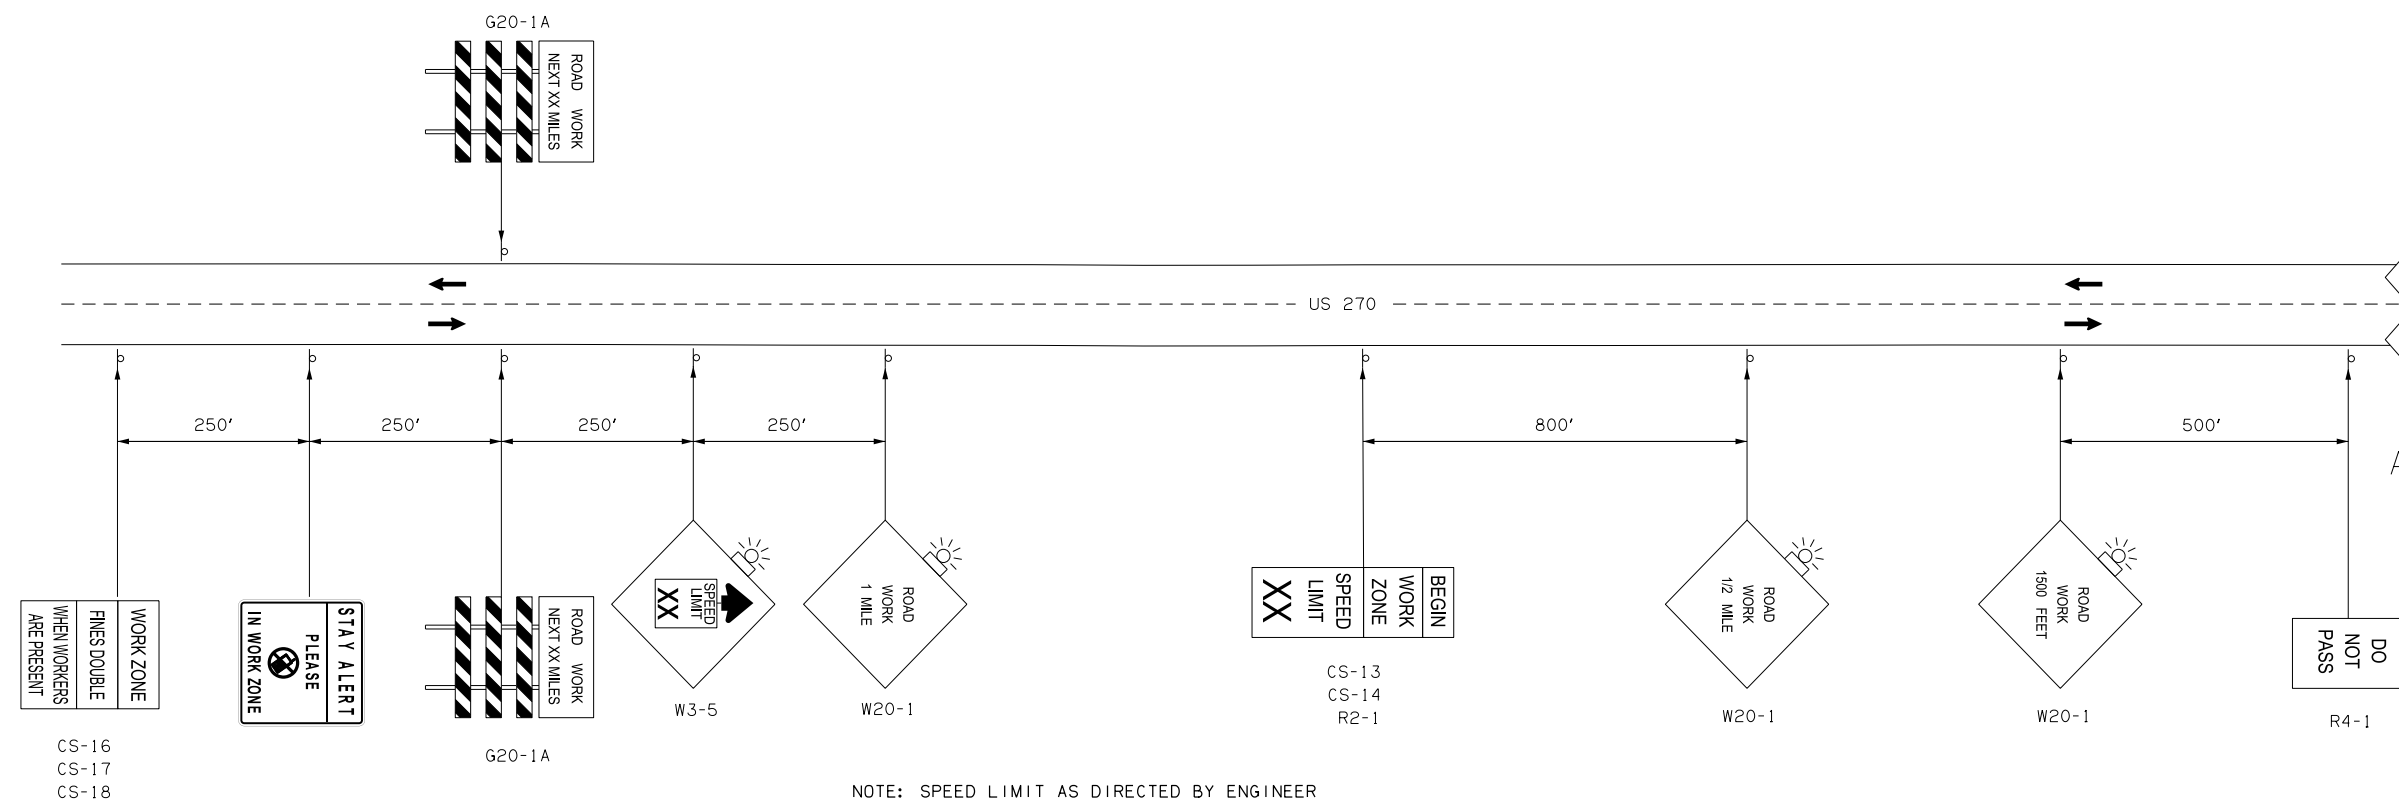 G20-1A
ROAD WORK
NEXT XX MILES
US 270
250'
250'
250'
250'
800'
500'
WORK ZONE
FINES DOUBLE
WHEN WORKERS
ARE PRESENT
CS-16
CS-17
CS-18
STAY ALERT
PLEASE
IN WORK ZONE
ROAD WORK
NEXT XX MILES
G20-1A
SPEED
LIMIT
XX
W3-5
ROAD
WORK
1 MILE
W20-1
BEGIN
WORK
ZONE
SPEED
LIMIT
XX
CS-13
CS-14
R2-1
ROAD
WORK
1/2 MILE
W20-1
ROAD
WORK
1500 FEET
W20-1
DO
NOT
PASS
R4-1
NOTE: SPEED LIMIT AS DIRECTED BY ENGINEER